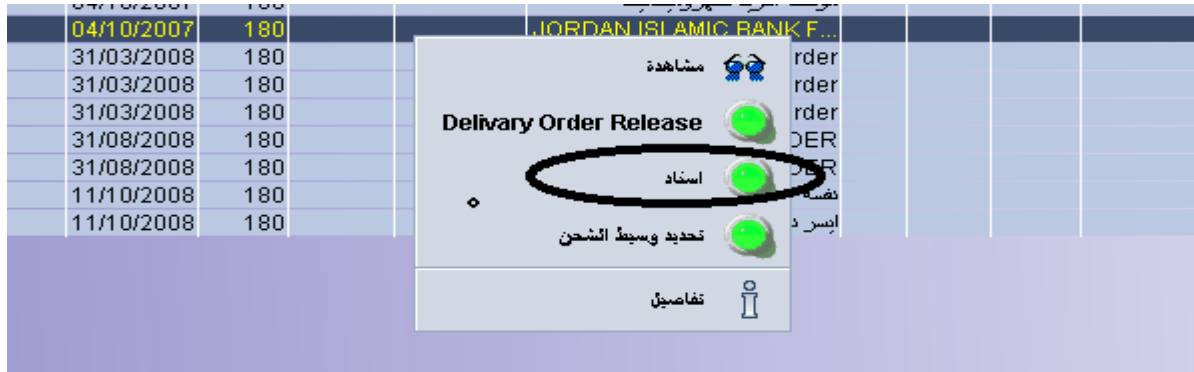 04/10/2007 180 JORDAN ISLAMIC BANK F...
31/03/2008 180 rder
31/03/2008 180 rder
31/03/2008 180 rder
31/08/2008 180 DER
31/08/2008 180 DER
11/10/2008 180 نفسه
11/10/2008 180 ايسر د
مشاهدة
Delivary Order Release
اسناد
تحديد وسيط الشحن
تفاصيل